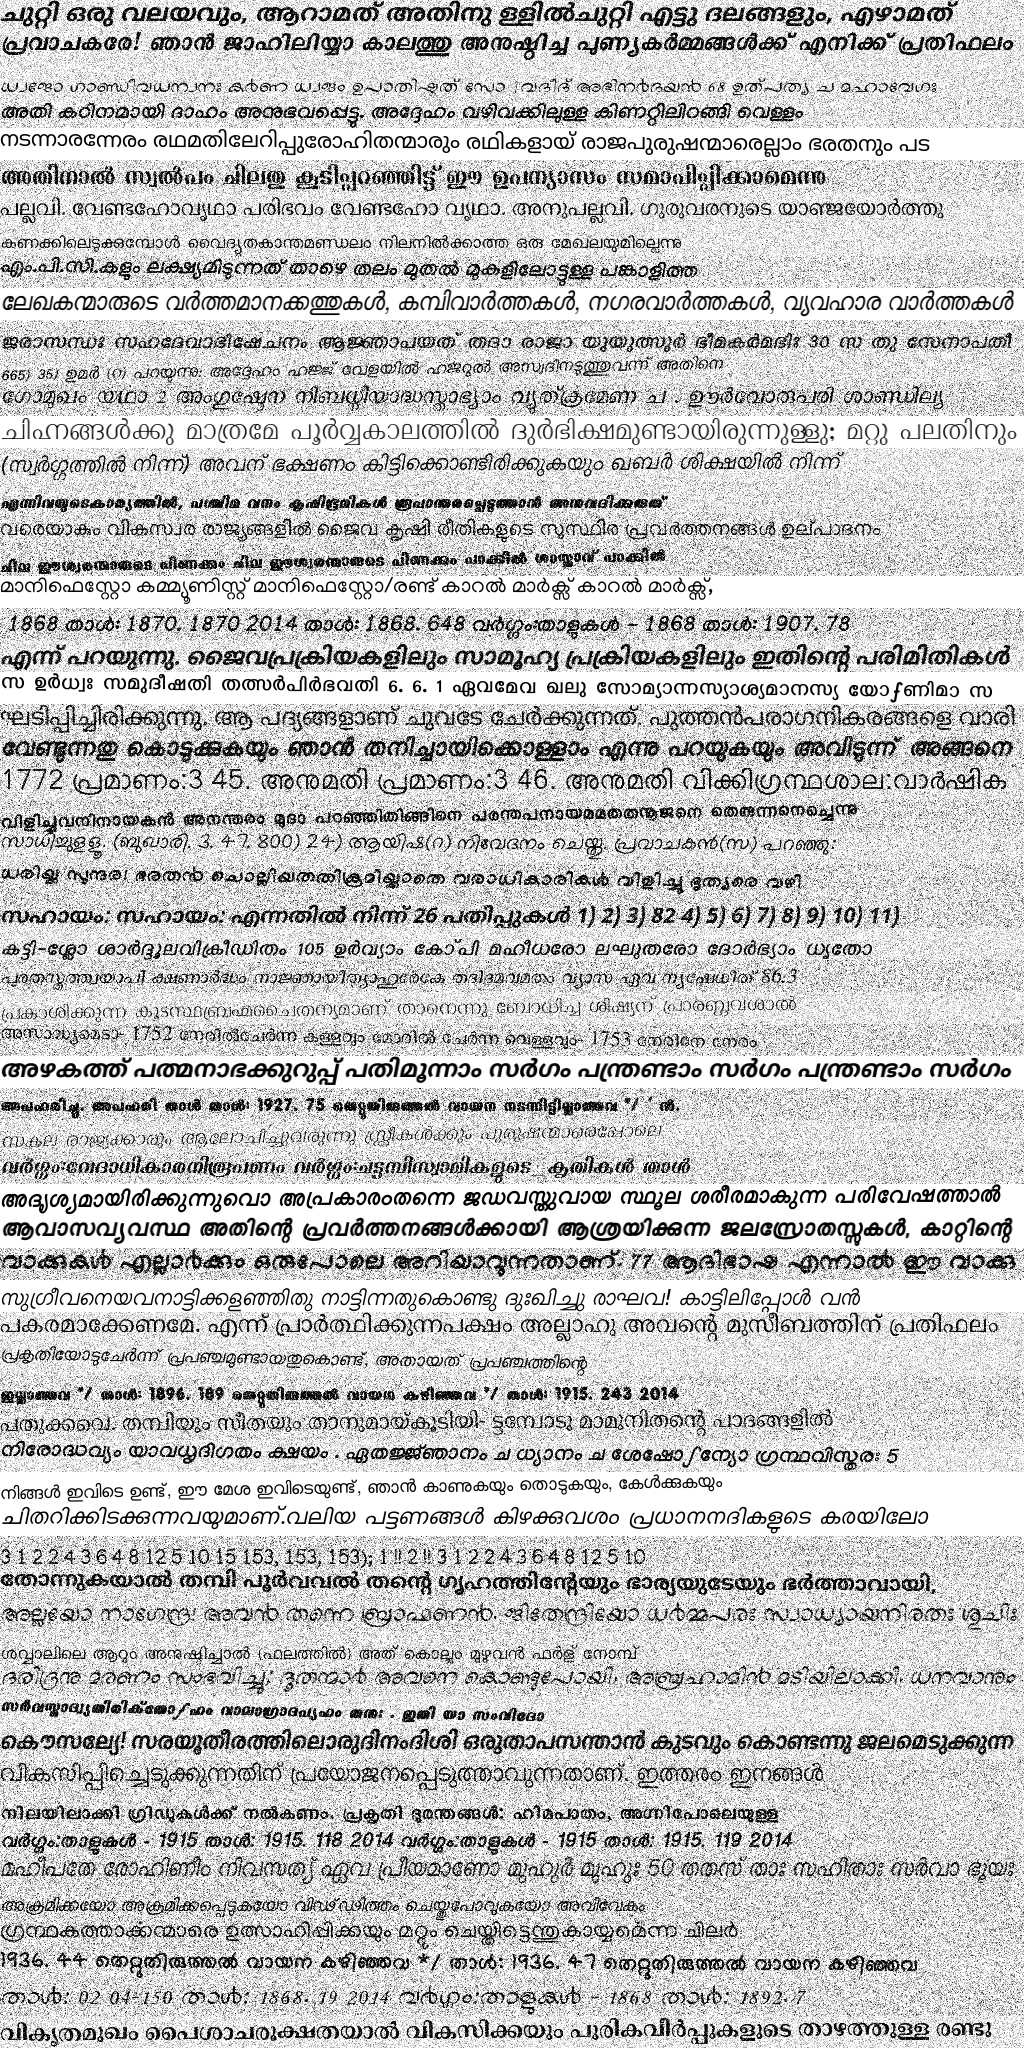 ചുറ്റി ഒരു വലയവും, ആറാമത് അതിനു ള്ളിൽചുറ്റി എട്ടു ദലങ്ങളും, എഴാമത്
പ്രവാചകരേ! ഞാൻ ജാഹിലിയ്യാ കാലത്തു അനുഷ്ഠിച്ച പുണ്യകർമ്മങ്ങൾക്ക് എനിക്ക് പ്രതിഫലം
ധ്വജോ ഗാണ്ഡീവധന്വനഃ കർണ ധ്വജം ഉപാതിഷ്ഠത് സോ ഽവദീദ് അഭിനർദയൻ 68 ഉത്പത്യ ച മഹാവേഗഃ
അതി കഠിനമായി ദാഹം അനുഭവപ്പെട്ടു. അദ്ദേഹം വഴിവക്കിലുള്ള കിണറ്റിലിറങ്ങി വെള്ളം
നടന്നാരന്നേരം രഥമതിലേറിപ്പുരോഹിതന്മാരും രഥികളായ് രാജപുരുഷന്മാരെല്ലാം ഭരതനും പട
അതിനാൽ സ്വൽപം ചിലതു കൂടിപ്പറഞ്ഞിട്ട് ഈ ഉപന്യാസം സമാപിപ്പിക്കാമെന്നു
പല്ലവി. വേണ്ടഹോവൃഥാ പരിഭവം വേണ്ടഹോ വൃഥാ. അനുപല്ലവി. ഗുരുവരനുടെ യാഞ്ജയോർത്തു
കണക്കിലെടുക്കുമ്പോൾ വൈദ്യുതകാന്തമണ്ഡലം നിലനിൽക്കാത്ത ഒരു മേഖലയുമില്ലെന്നു
എം.പി.സി.കളും ലക്ഷ്യമിടുന്നത് താഴെ തലം മുതൽ മുകളിലോട്ടുള്ള പങ്കാളിത്ത
ലേഖകന്മാരുടെ വർത്തമാനക്കത്തുകൾ, കമ്പിവാർത്തകൾ, നഗരവാർത്തകൾ, വ്യവഹാര വാർത്തകൾ
ജരാസന്ധഃ സഹദേവാഭിഷേചനം ആജ്ഞാപയത് തദാ രാജാ യുയുത്സുർ ഭീമകർമഭിഃ 30 സ തു സേനാപതീ
665) 35) ഉമർ (റ) പറയുന്നു: അദ്ദേഹം ഹജ്ജ് വേളയിൽ ഹജറുൽ അസ്വദിനടുത്തുവന്ന് അതിനെ
ഗോമുഖം യഥാ 2 അംഗുഷ്ഠേന നിബധ്നീയാദ്ധസ്താഭ്യാം വ്യുത്ക്രമേണ ച . ഊർവോരുപരി ശാണ്ഡില്യ
ചിഹ്നങ്ങൾക്കു മാത്രമേ പൂർവ്വകാലത്തിൽ ദുർഭിക്ഷമുണ്ടായിരുന്നുള്ളു; മറ്റു പലതിനും
(സ്വർഗ്ഗത്തിൽ നിന്ന്) അവന് ഭക്ഷണം കിട്ടിക്കൊണ്ടിരിക്കുകയും ഖബർ ശിക്ഷയിൽ നിന്ന്
എന്നിവയുടെകാര്യത്തിൽ, പശ്ചിമ വനം കൃഷിഭൂമികൾ രൂപാന്തരപ്പെടുത്താൻ അനുവദിക്കരുത്
വരെയാകും വികസ്വര രാജ്യങ്ങളിൽ ജൈവ കൃഷി രീതികളുടെ സുസ്ഥിര പ്രവർത്തനങ്ങൾ ഉല്പാദനം
ചില ഈശ്വരന്മാരുടെ പിണക്കം ചില ഈശ്വരന്മാരുടെ പിണക്കം പാക്കീൽ ശാസ്താവ് പാക്കിൽ
മാനിഫെസ്റ്റോ കമ്മ്യൂണിസ്റ്റ് മാനിഫെസ്റ്റോ/രണ്ട് കാറൽ മാർക്സ് കാറൽ മാർക്സ്,
1868 താൾ: 1870. 1870 2014 താൾ: 1868. 648 വർഗ്ഗം:താളുകൾ - 1868 താൾ: 1907. 78
എന്ന് പറയുന്നു. ജൈവപ്രക്രിയകളിലും സാമൂഹ്യ പ്രക്രിയകളിലും ഇതിന്റെ പരിമിതികൾ
സ ഉർധ്വഃ സമുദീഷതി തത്സർപിർഭവതി 6. 6. 1 ഏവമേവ ഖലു സോമ്യാന്നസ്യാശ്യമാനസ്യ യോഽണിമാ സ
ഘടിപ്പിച്ചിരിക്കുന്നു. ആ പദ്യങ്ങളാണ് ചുവടേ ചേർക്കുന്നത്. പുത്തൻപരാഗനികരങ്ങളെ വാരി
വേണ്ടുന്നതു കൊടുക്കുകയും ഞാൻ തനിച്ചായിക്കൊള്ളാം എന്നു പറയുകയും അവിടുന്ന് അങ്ങനെ
1772 പ്രമാണം:3 45. അനുമതി പ്രമാണം:3 46. അനുമതി വിക്കിഗ്രന്ഥശാല:വാർഷിക
വിളിച്ചുവന്ദിനായകൻ അനന്തരം മുദാ പറഞ്ഞിതിങ്ങിനെ പരന്തപനായമമതതനൂജനെ തെരുന്നനെച്ചെന്നു
സാധിച്ചുള്ളൂ. (ബുഖാരി. 3. 47. 800) 24) ആയിഷ(റ) നിവേദനം ചെയ്തു. പ്രവാചകൻ(സ) പറഞ്ഞു:
ധരിയ്ക്ക സുന്ദര! ഭരതൻ ചൊല്ലിയതതിക്രമിയ്ക്കാതെ വരാധികാരികൾ വിളിച്ചു ഭൃത്യരെ വഴി
സഹായം: സഹായം: എന്നതിൽ നിന്ന് 26 പതിപ്പുകൾ 1) 2) 3) 82 4) 5) 6) 7) 8) 9) 10) 11)
കട്ടി-ശ്ലോ ശാർദ്ദൂലവിക്രീഡിതം 105 ഉർവ്യാം കോ്പി മഹീധരോ ലഘുതരോ ദോർഭ്യാം ധൃതോ
പരതസ്തത്ത്വയാപി ക്ഷണാർദ്ധം നാജ്ഞായീത്യാഹുരേകേ തദിദമവമതം വ്യാസ ഏവ ന്യഷേധീത് 86.3
പ്രകാശിക്കുന്ന കൂടസ്ഥബ്രഹ്മചൈതന്യമാണ് താനെന്നു ബോധിച്ച ശിഷ്യന് പ്രാരബ്ധവശാൽ
അസാദ്ധ്യമെടാ- 1752 നേരിൽചേർന്ന കള്ളവും മോരിൽ ചേർന്ന വെള്ളവും- 1753 നേരിനേ നേരം
അഴകത്ത് പത്മനാഭക്കുറുപ്പ് പതിമൂന്നാം സർഗം പന്ത്രണ്ടാം സർഗം പന്ത്രണ്ടാം സർഗം
അപഹരിച്ചു. അപഹതി താൾ താൾ: 1927. 75 തെറ്റുതിരുത്തൽ വായന നടന്നിട്ടില്ലാത്തവ "/ ' ൻ.
സകല രാജ്യക്കാരും ആലോചിച്ചുവരുന്നു സ്ത്രീകൾക്കും പുരുഷന്മാരെപ്പോലെ
വർഗ്ഗം:വേദാധികാരനിരൂപണം വർഗ്ഗം:ചട്ടമ്പിസ്വാമികളുടെ കൃതികൾ താൾ
അദൃശ്യമായിരിക്കുന്നുവൊ അപ്രകാരംതന്നെ ജഡവസ്തുവായ സ്ഥൂല ശരീരമാകുന്ന പരിവേഷത്താൽ
ആവാസവ്യവസ്ഥ അതിന്റെ പ്രവർത്തനങ്ങൾക്കായി ആശ്രയിക്കുന്ന ജലസ്രോതസ്സുകൾ, കാറ്റിന്റെ
വാക്കുകൾ എല്ലാർക്കും ഒരുപോലെ അറിയാവുന്നതാണ്. 77 ആദിഭാഷ എന്നാൽ ഈ വാക്കു
സുഗ്രീവനെയവനാട്ടിക്കളഞ്ഞിതു നാട്ടിന്നതുകൊണ്ടു ദുഃഖിച്ചു രാഘവ! കാട്ടിലിപ്പോൾ വൻ
പകരമാക്കേണമേ. എന്ന് പ്രാർത്ഥിക്കുന്നപക്ഷം അല്ലാഹു അവന്റെ മുസീബത്തിന് പ്രതിഫലം
പ്രകൃതിയോടുചേർന്ന് പ്രപഞ്ചമുണ്ടായതുകൊണ്ട്, അതായത് പ്രപഞ്ചത്തിന്റെ
ഇല്ലാത്തവ "/ താൾ: 1896. 189 തെറ്റുതിരുത്തൽ വായന കഴിഞ്ഞവ "/ താൾ: 1915. 243 2014
പതുക്കവെ. തമ്പിയും സീതയും താനുമായ്കൂടിയി- ട്ടമ്പോടു മാമുനിതന്റെ പാദങ്ങളിൽ
നിരോദ്ധവ്യം യാവധൃദിഗതം ക്ഷയം . ഏതജ്ജ്ഞാനം ച ധ്യാനം ച ശേഷോഽന്യോ ഗ്രന്ഥവിസ്തരഃ 5
നിങ്ങൾ ഇവിടെ ഉണ്ട്, ഈ മേശ ഇവിടെയുണ്ട്, ഞാൻ കാണുകയും തൊടുകയും, കേൾക്കുകയും
ചിതറിക്കിടക്കുന്നവയുമാണ്.വലിയ പട്ടണങ്ങൾ കിഴക്കുവശം പ്രധാനനദികളുടെ കരയിലോ
3 1 2 2 4 3 6 4 8 12 5 10 15 153, 153, 153); 1 !! 2 !! 3 1 2 2 4 3 6 4 8 12 5 10
തോന്നുകയാൽ തമ്പി പൂർവവൽ തന്റെ ഗൃഹത്തിന്റേയും ഭാര്യയുടേയും ഭർത്താവായി.
അല്ലയോ നാഗേന്ദ്ര! അവൻ തന്നെ ബ്രാഹ്മണൻ. ജിതേന്ദ്രിയോ ധർമ്മപരഃ സ്വാധ്യായനിരതഃ ശുചിഃ
ശവ്വാലിലെ ആറും അനുഷ്ഠിച്ചാൽ (ഫലത്തിൽ) അത് കൊല്ലം മുഴുവൻ ഫർള് നോമ്പ്
ദരിദ്രനു മരണം സംഭവിച്ചു; ദൂതന്മാർ അവനെ കൊണ്ടുപോയി, അബ്രഹാമിൻ മടിയിലാക്കി. ധനവാനും
സർവസ്മാദ്വ്യതിരിക്തോഽഹം വാലാഗ്രാദപ്യഹം തനുഃ . ഇതി യാ സംവിദോ
കൌസല്യേ! സരയൂതീരത്തിലൊരുദിനംദിശി ഒരുതാപസന്താൻ കുടവും കൊണ്ടന്നു ജലമെടുക്കുന്ന
വികസിപ്പിച്ചെടുക്കുന്നതിന് പ്രയോജനപ്പെടുത്താവുന്നതാണ്. ഇത്തരം ഇനങ്ങൾ
നിലയിലാക്കി ഗ്രിഡുകൾക്ക് നൽകണം. പ്രകൃതി ദുരന്തങ്ങൾ: ഹിമപാതം, അഗ്നിപോലെയുള്ള
വർഗ്ഗം:താളുകൾ - 1915 താൾ: 1915. 118 2014 വർഗ്ഗം:താളുകൾ - 1915 താൾ: 1915. 119 2014
മഹീപതേ രോഹിണീം നിവസത്യ് ഏവ പ്രീയമാണോ മുഹുർ മുഹുഃ 50 തതസ് താഃ സഹിതാഃ സർവാ ഭൂയഃ
അക്രമിക്കയോ അക്രമിക്കപ്പെടുകയോ വിഡ്ഢിത്തം ചെയ്തുപോവുകയോ അവിവേകം
ഗ്രന്ഥകത്താക്കന്മാരെ ഉത്സാഹിപ്പിക്കയും മറ്റും ചെയ്തിട്ടെന്തുകായ്യമെന്ന ചിലർ
1936. 44 തെറ്റുതിരുത്തൽ വായന കഴിഞ്ഞവ */ താൾ: 1936. 47 തെറ്റുതിരുത്തൽ വായന കഴിഞ്ഞവ
താൾ: 02 04-150 താൾ: 1868. 19 2014 വർഗ്ഗം:താളുകൾ - 1868 താൾ: 1892. 7
വികൃതമുഖം പൈശാചരൂക്ഷതയാൽ വികസിക്കയും പുരികവീർപ്പുകളുടെ താഴത്തുള്ള രണ്ടു